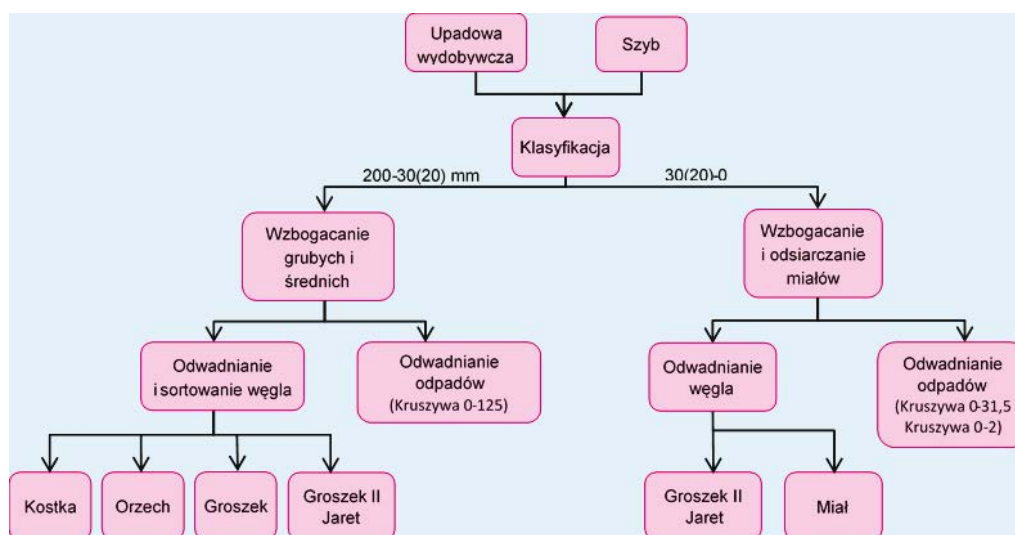 Upadowa
wydobywcza
Szyb
Klasyfikacja
200-30(20) mm
30(20)-0
Wzbogacanie
grubych i
średnich
Wzbogacanie
i odsiarczanie
miałów
Odwadnianie
i sortowanie węgla
Odwadnianie
odpadów
(Kruszywa 0-125)
Odwadnianie
węgla
Odwadnianie
odpadów
(Kruszywa 0-31,5
Kruszywa 0-2)
Kostka
Orzech
Groszek
Groszek II
Jaret
Groszek II
Jaret
Miał